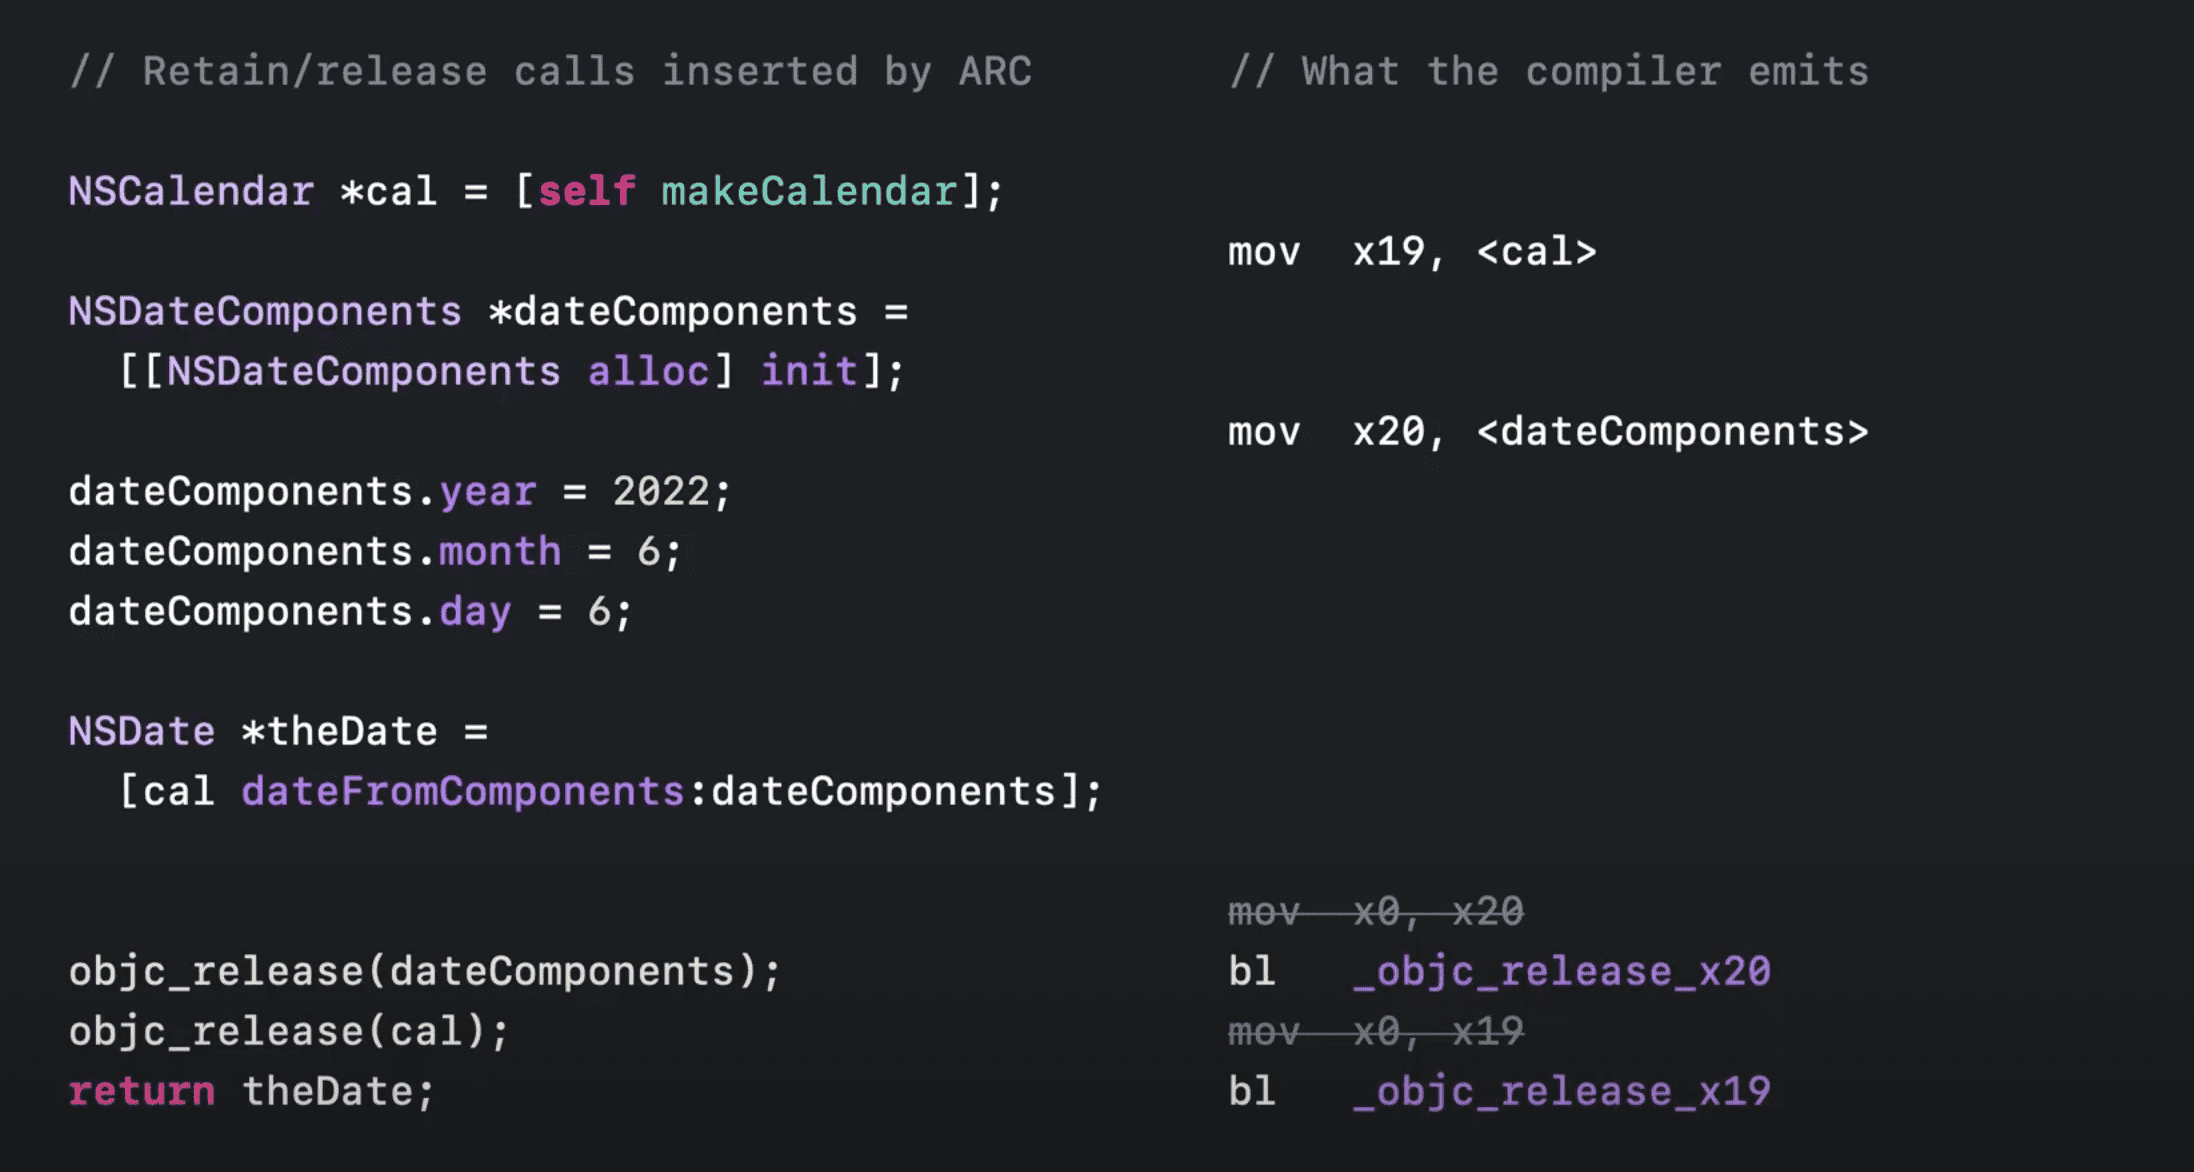 // Retain/release calls inserted by ARC
NSCalendar *cal = [self makeCalendar];
NSDateComponents *dateComponents =
  [[NSDateComponents alloc] init];
dateComponents.year = 2022;
dateComponents.month = 6;
dateComponents.day = 6;
NSDate *theDate =
  [cal dateFromComponents:dateComponents];
objc_release(dateComponents);
objc_release(cal);
return theDate;
// What the compiler emits
mov  x19, <cal>
mov  x20, <dateComponents>
mov  x0, x20
bl   _objc_release_x20
mov  x0, x19
bl   _objc_release_x19